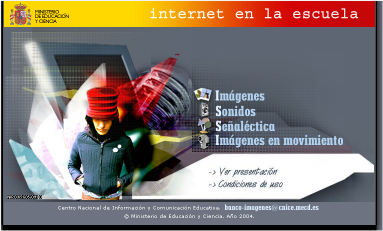 MINISTERIO
DE EDUCACIÓN
Y CIENCIA
internet en la escuela
Imágenes
Sonidos
Señaléctica
Imágenes en movimiento
-> Ver presentación
-> Condiciones de uso
Centro Nacional de Información y Comunicación Educativa. banco-imagenes@cnice.mecd.es
© Ministerio de Educación y Ciencia. Año 2004.